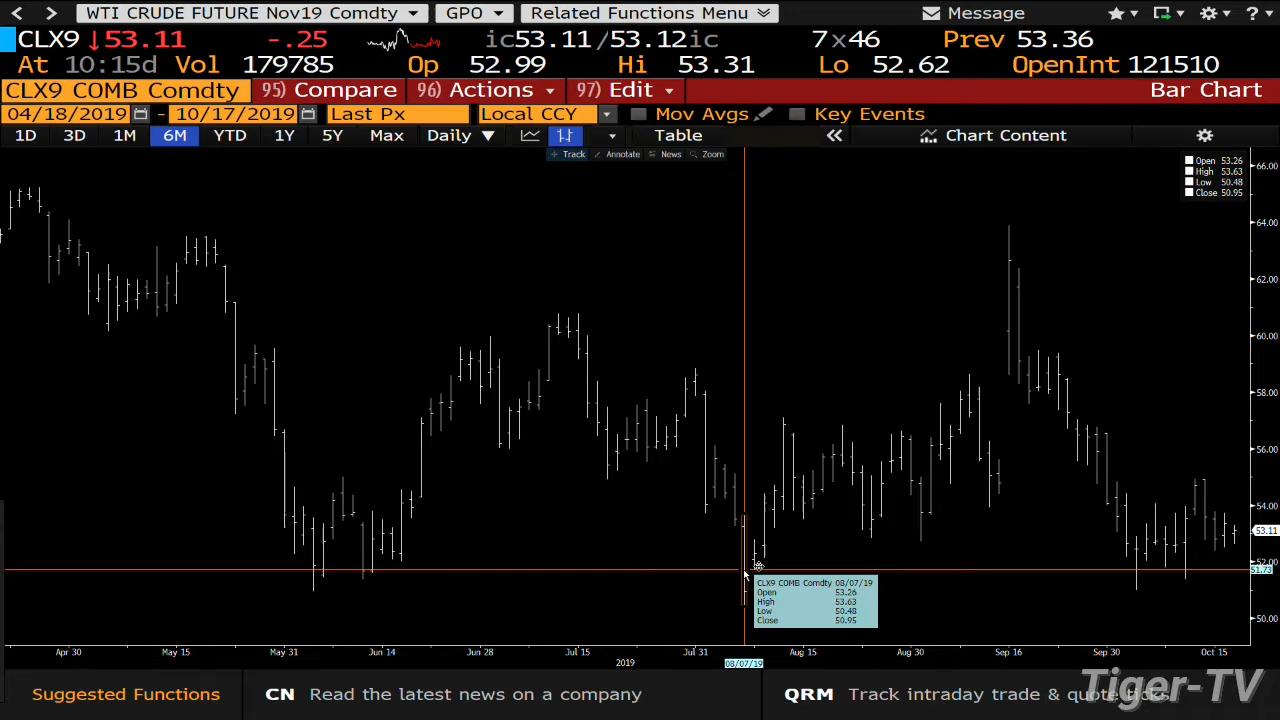 < > WTI CRUDE FUTURE Nov19 Comdty GPO Related Functions Menu Message ?
CLX9 ↓53.11 -.25 ic53.11/53.12ic 7x46 Prev 53.36
At 10:15d Vol 179785 Op 52.99 Hi 53.31 Lo 52.62 OpenInt 121510
CLX9 COMB Comdty 95) Compare 96) Actions 97) Edit Bar Chart
04/18/2019 - 10/17/2019 Last Px Local CCY Mov Avgs Key Events
1D 3D 1M 6M YTD 1Y 5Y Max Daily ▼ Table « Chart Content
Track Annotate News Zoom
Open 53.26
High 53.63
Low 50.48
Close 50.95
66.00
64.00
62.00
60.00
58.00
56.00
54.00
53.11
52.00
51.73
50.00
CLX9 COMB Comdty 08/07/19
Open 53.26
High 53.63
Low 50.48
Close 50.95
Apr 30 May 15 May 31 Jun 14 Jun 28 Jul 15 Jul 31 Aug 15 Aug 30 Sep 16 Sep 30 Oct 15
2019 08/07/19
Suggested Functions CN Read the latest news on a company QRM Track intraday trade & quote ticks
Tiger-TV